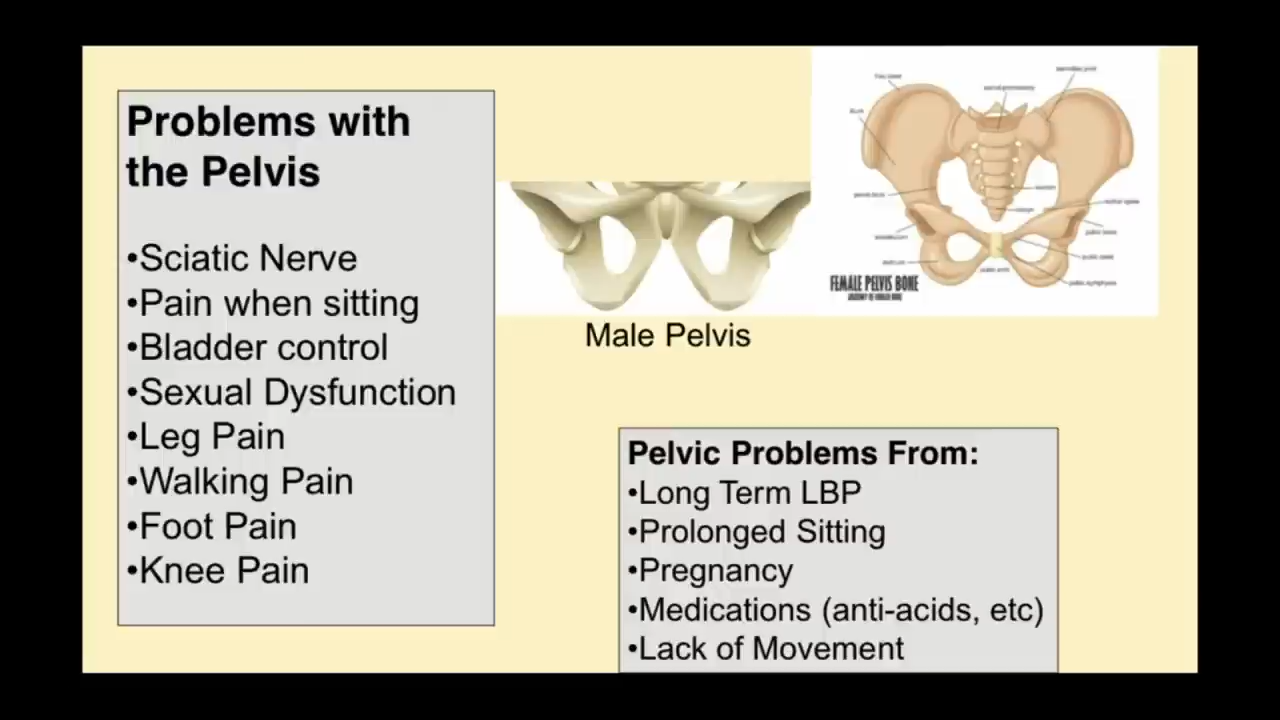 Problems with
the Pelvis
•Sciatic Nerve
•Pain when sitting
•Bladder control
•Sexual Dysfunction
•Leg Pain
•Walking Pain
•Foot Pain
•Knee Pain
Male Pelvis
FEMALE PELVIS BONE
Pelvic Problems From:
•Long Term LBP
•Prolonged Sitting
•Pregnancy
•Medications (anti-acids, etc)
•Lack of Movement